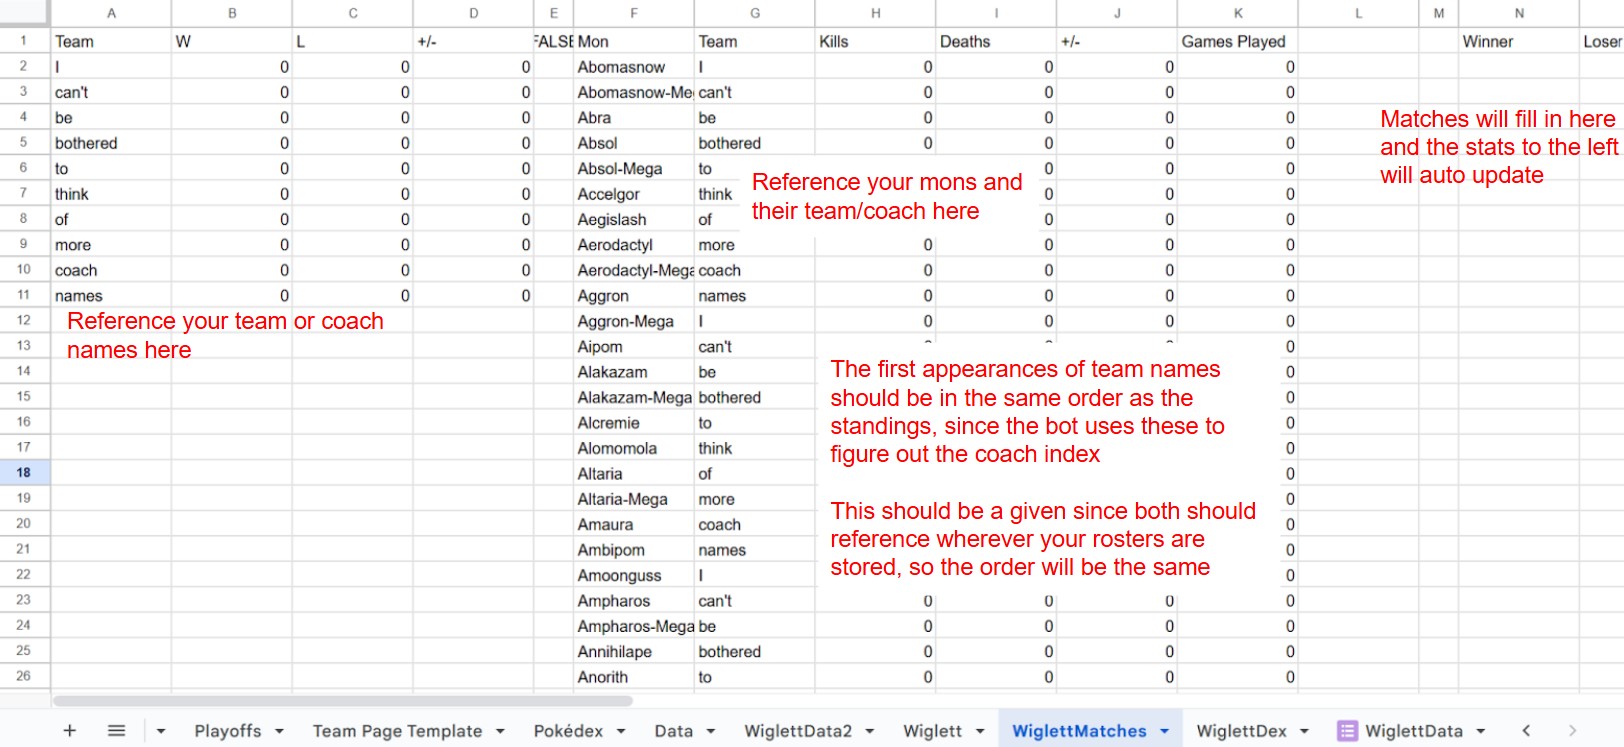 A B C D E F G H I J K L M N
1 Team W L +/- FALSE Mon Team Kills Deaths +/- Games Played Winner Loser
2 I 0 0 0 Abomasnow I 0 0 0 0
3 can't 0 0 0 Abomasnow-Me can't 0 0 0 0
4 be 0 0 0 Abra be 0 0 0 0
5 bothered 0 0 0 Absol bothered 0 0 0 0
6 to 0 0 0 Absol-Mega to 0 0 0
7 think 0 0 0 Accelgor think 0 0 0
8 of 0 0 0 Aegislash of 0 0 0
9 more 0 0 0 Aerodactyl more 0 0 0 0
10 coach 0 0 0 Aerodactyl-Mega coach 0 0 0 0
11 names 0 0 0 Aggron names 0 0 0 0
12 Aggron-Mega I 0 0 0 0
13 Aipom can't 0
14 Alakazam be 0
15 Alakazam-Mega bothered 0
16 Alcremie to 0
17 Alomomola think 0
18 Altaria of 0
19 Altaria-Mega more 0
20 Amaura coach 0
21 Ambipom names 0
22 Amoonguss I 0
23 Ampharos can't 0 0 0 0
24 Ampharos-Mega be 0 0 0 0
25 Annihilape bothered 0 0 0 0
26 Anorith to 0 0 0 0
Reference your team or coach
names here
Reference your mons and
their team/coach here
The first appearances of team names
should be in the same order as the
standings, since the bot uses these to
figure out the coach index
This should be a given since both should
reference wherever your rosters are
stored, so the order will be the same
Matches will fill in here
and the stats to the left
will auto update
Playoffs Team Page Template Pokédex Data WiglettData2 Wiglett WiglettMatches WiglettDex WiglettData